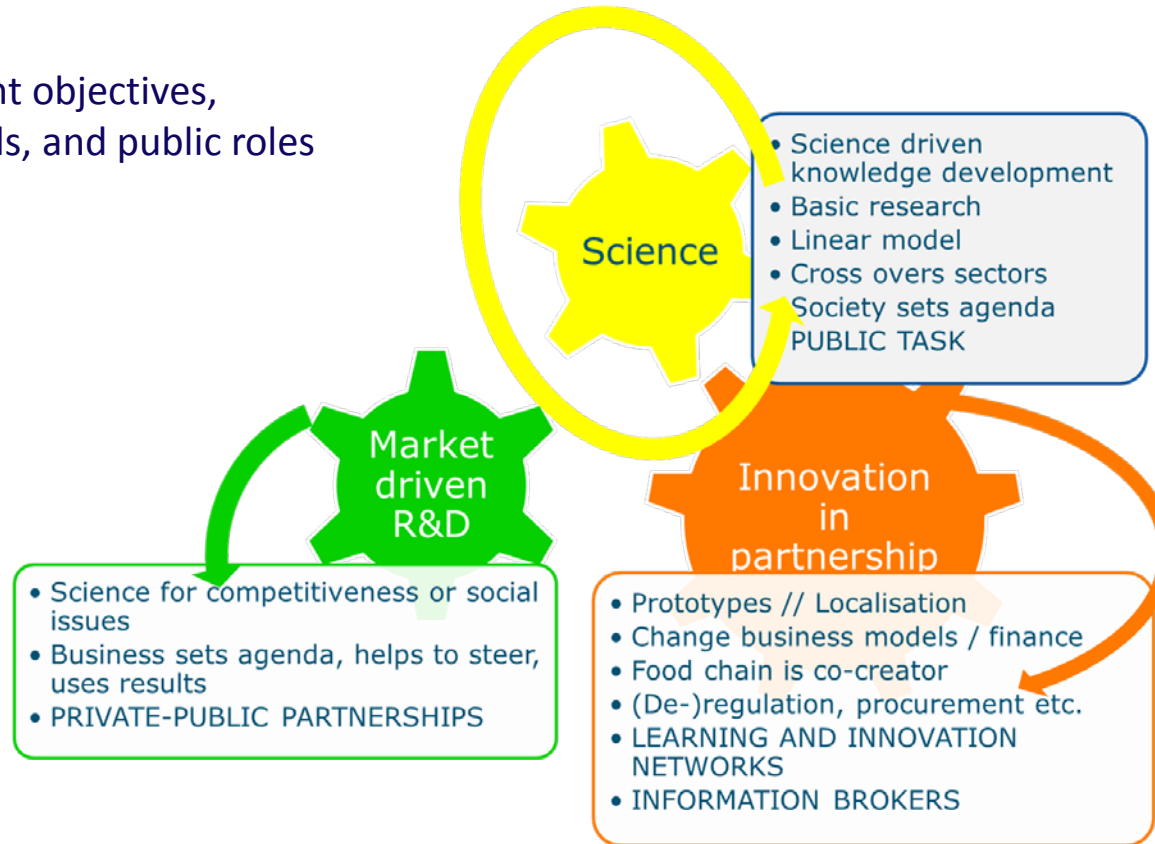 nt objectives,
ls, and public roles
Science
• Science driven
knowledge development
• Basic research
• Linear model
• Cross overs sectors
Society sets agenda
PUBLIC TASK
Market
driven
R&D
• Science for competitiveness or social
issues
• Business sets agenda, helps to steer,
uses results
• PRIVATE-PUBLIC PARTNERSHIPS
Innovation
in
partnership
• Prototypes // Localisation
• Change business models / finance
• Food chain is co-creator
• (De-)regulation, procurement etc.
• LEARNING AND INNOVATION
NETWORKS
• INFORMATION BROKERS